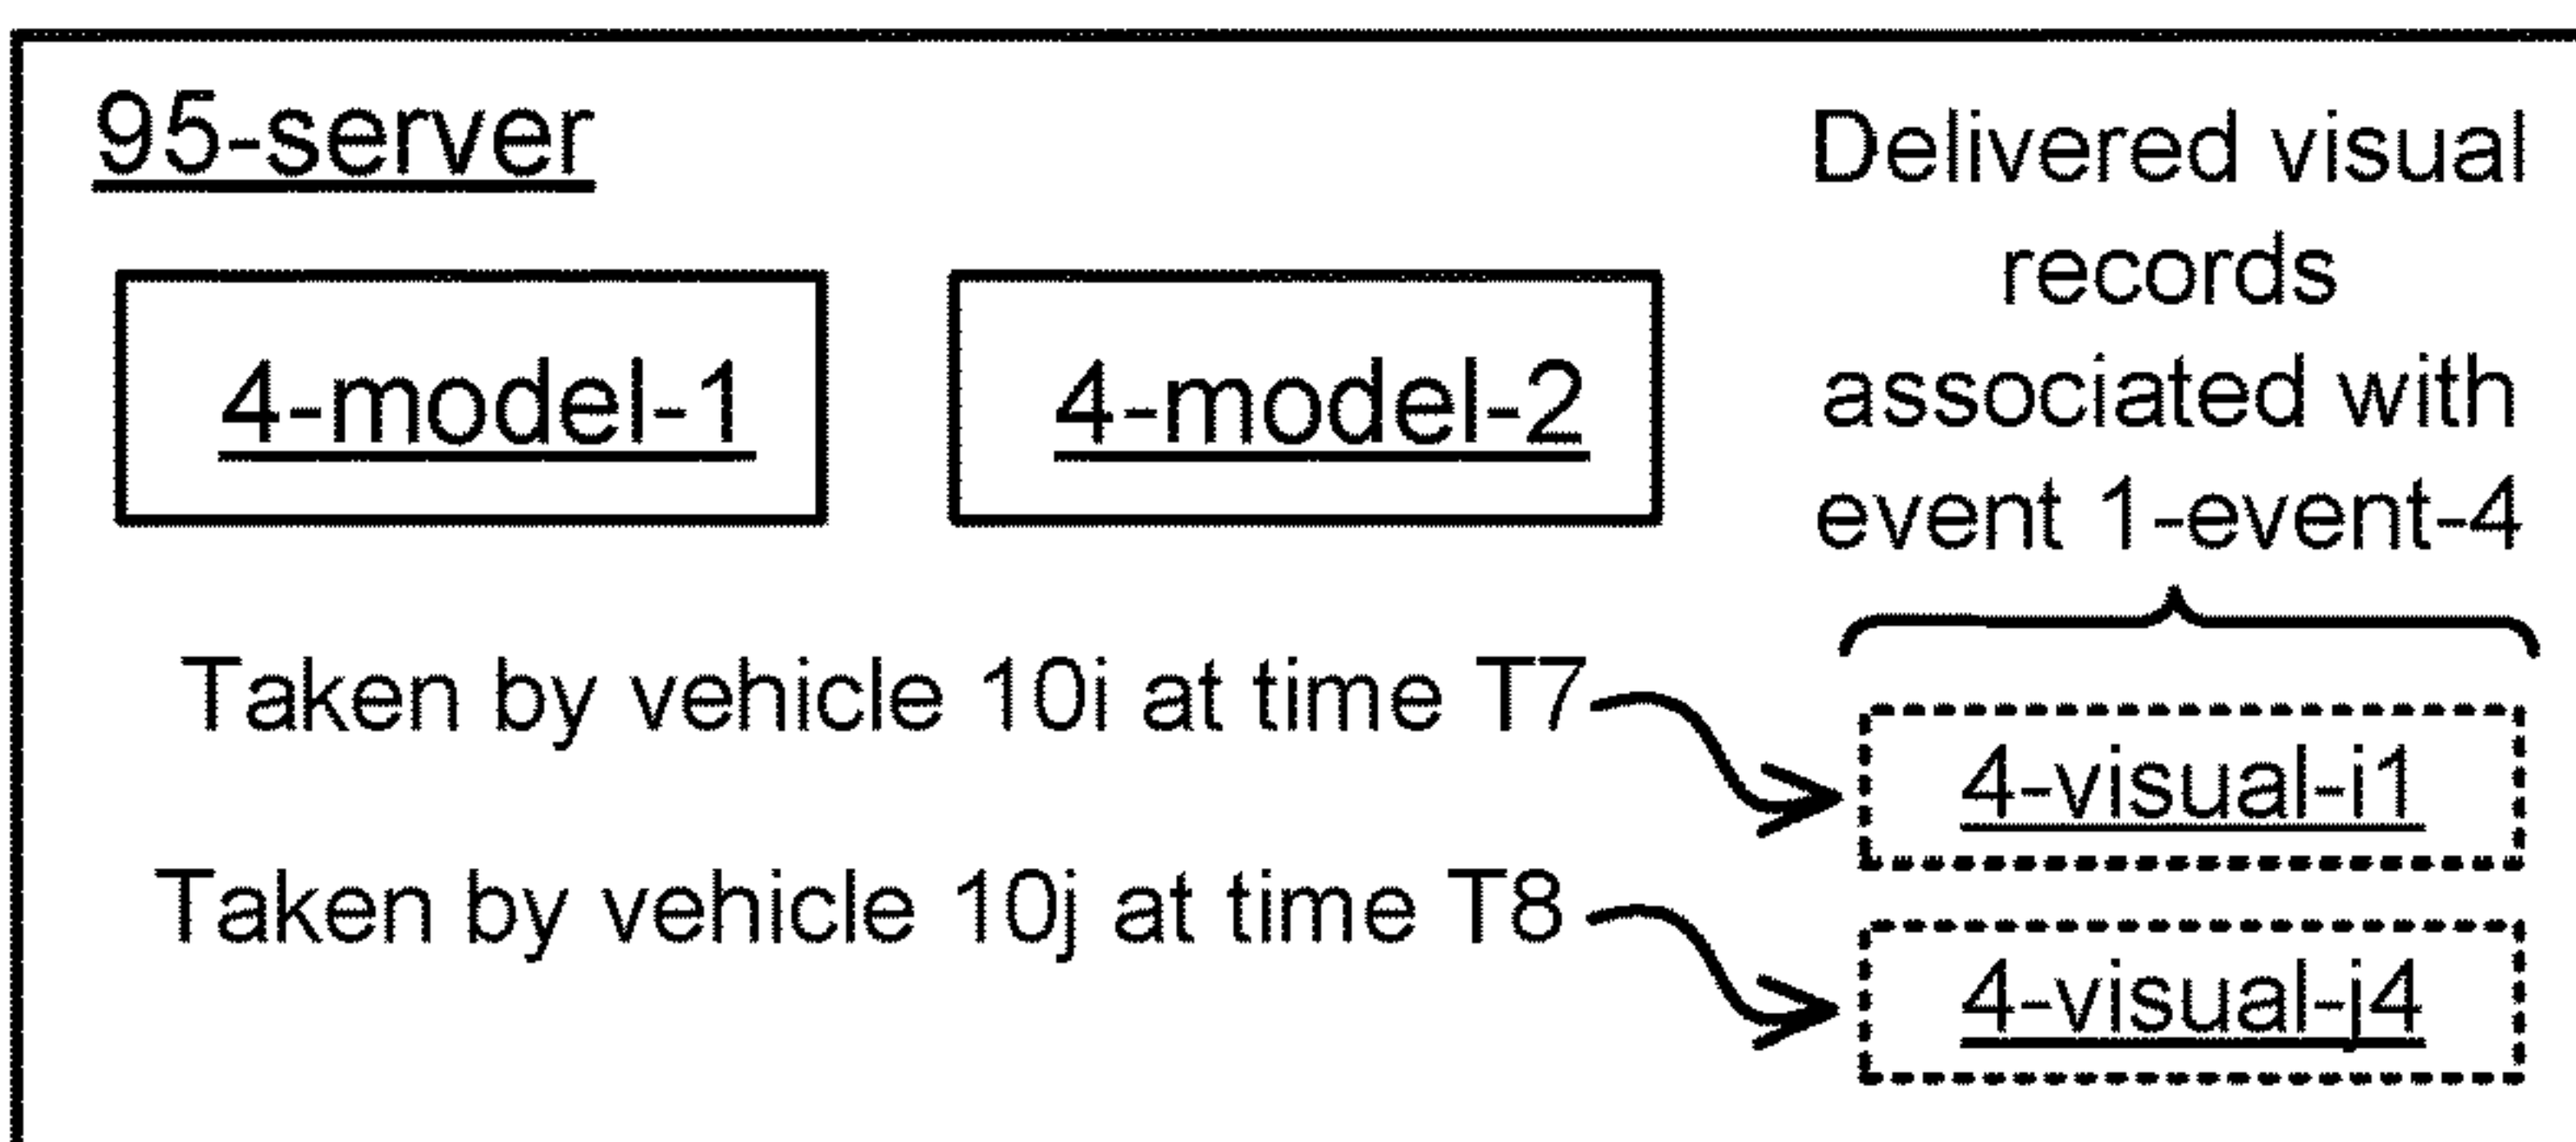 95-server
Delivered visual
records
associated with
event 1-event-4
4-model-1
4-model-2
Taken by vehicle 10i at time T7
4-visual-i1
Taken by vehicle 10j at time T8
4-visual-j4